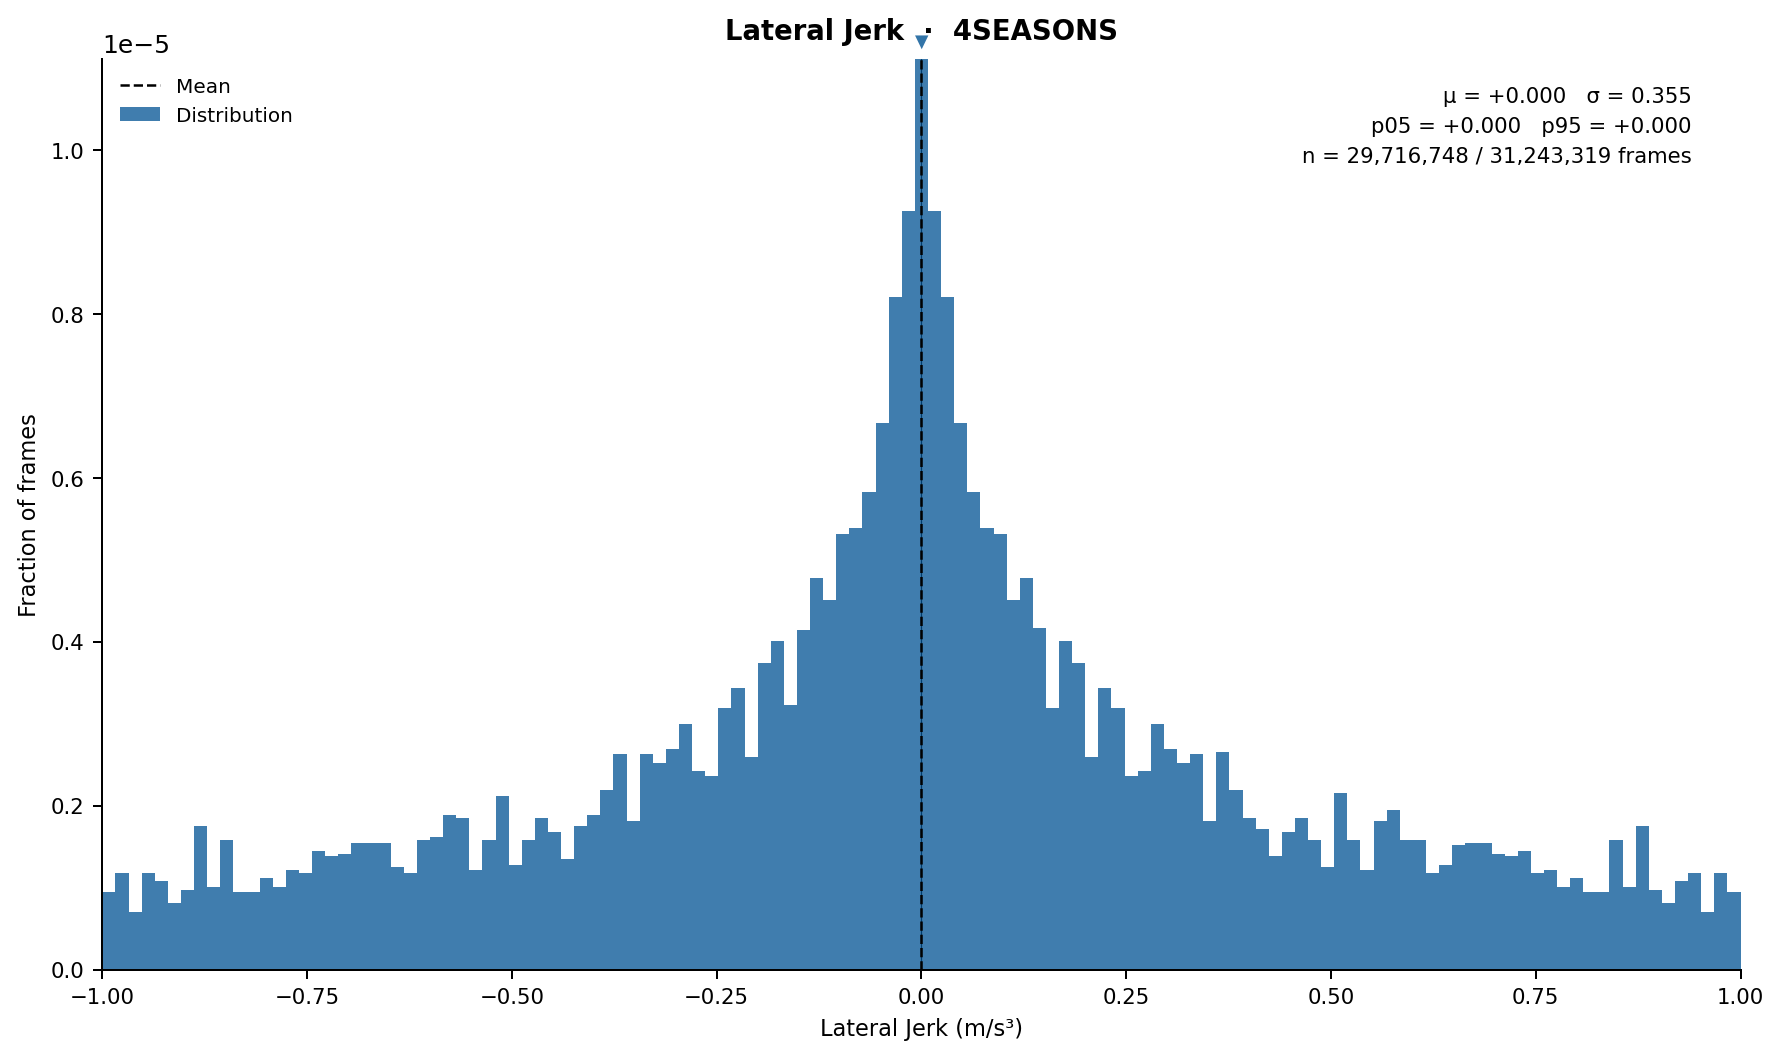 Lateral Jerk · 4SEASONS
1e−5
Mean
Distribution
μ = +0.000 σ = 0.355
p05 = +0.000 p95 = +0.000
n = 29,716,748 / 31,243,319 frames
Fraction of frames
1.0
0.8
0.6
0.4
0.2
0.0
−1.00 −0.75 −0.50 −0.25 0.00 0.25 0.50 0.75 1.00
Lateral Jerk (m/s³)